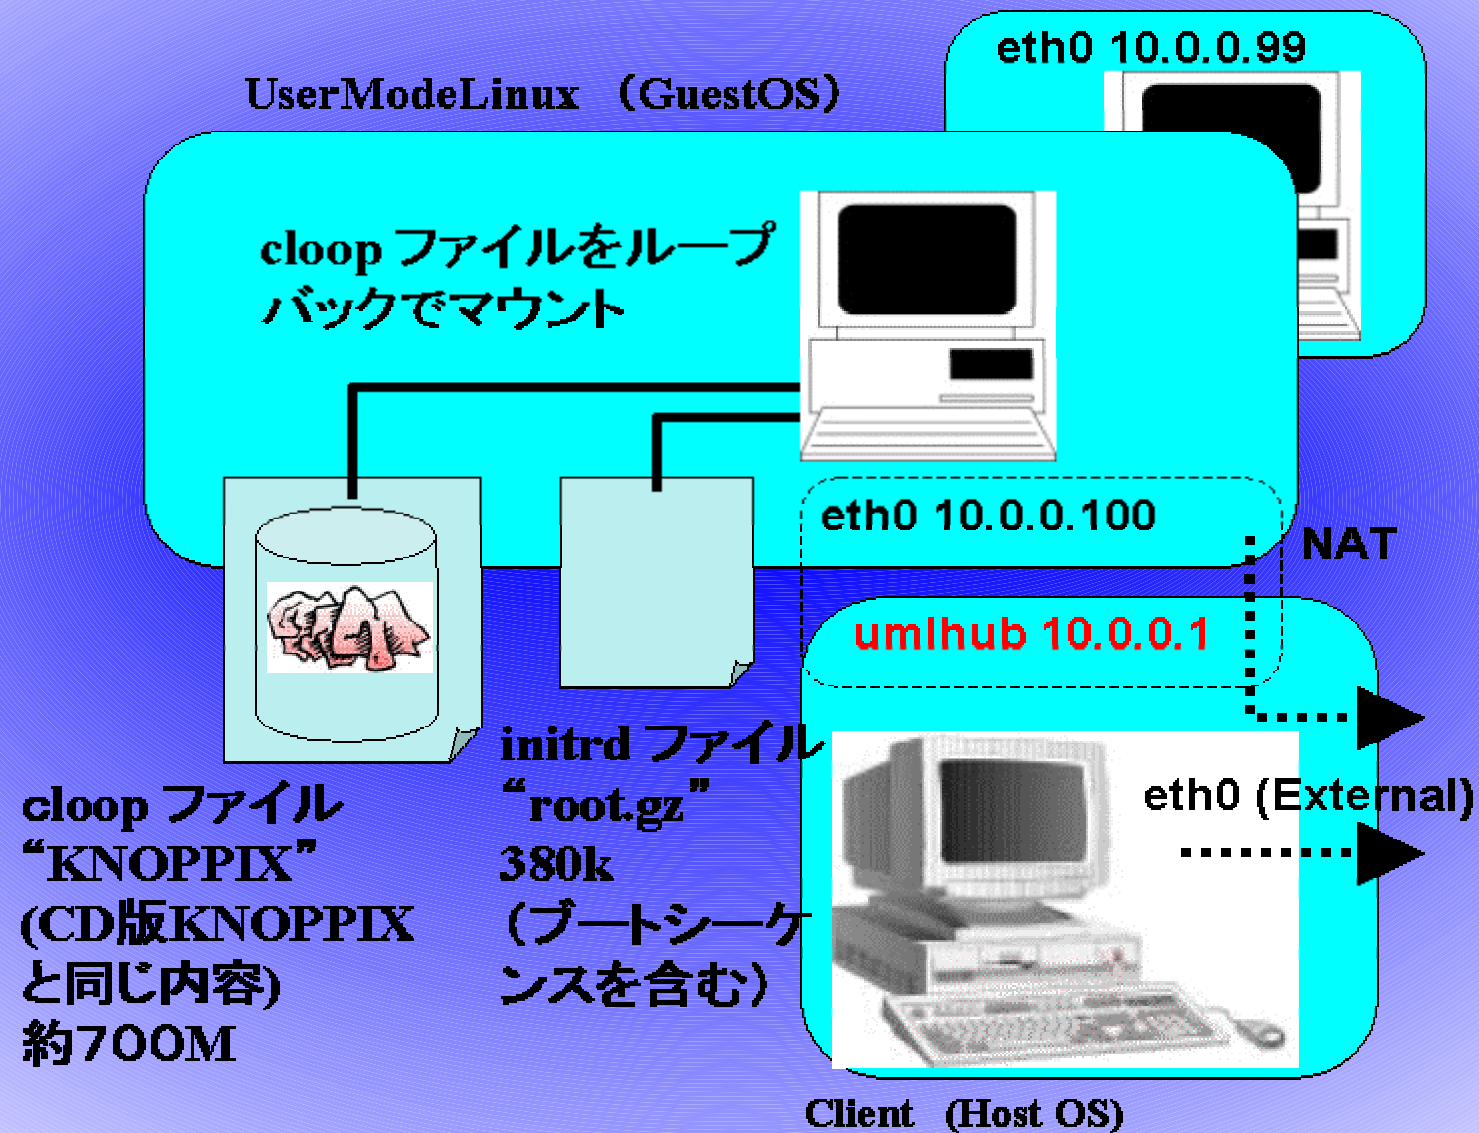 eth0 10.0.0.99
UserModeLinux （GuestOS）
cloop ファイルをループ
バックでマウント
eth0 10.0.0.100
NAT
umlhub 10.0.0.1
eth0 (External)
initrd ファイル
“root.gz”
380k
（ブートシーケ
ンスを含む）
cloop ファイル
“KNOPPIX”
(CD版KNOPPIX
と同じ内容)
約７００M
Client (Host OS)